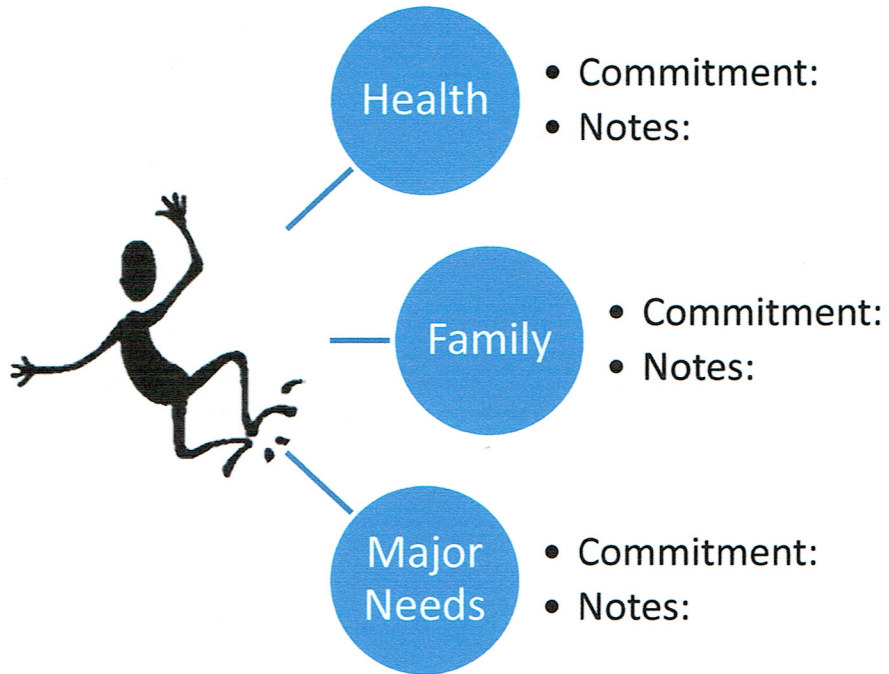 Health
• Commitment:
• Notes:
Family
• Commitment:
• Notes:
Major
Needs
• Commitment:
• Notes: